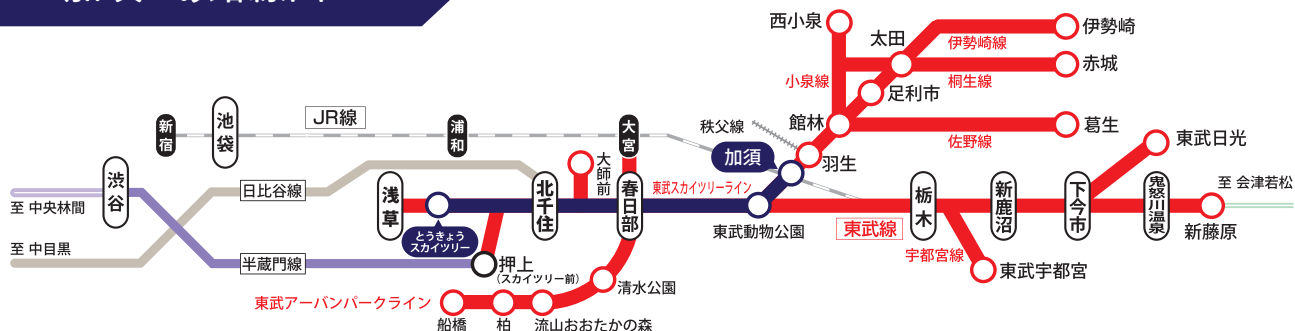 西小泉
太田
伊勢崎
伊勢崎線
赤城
小泉線
桐生線
足利市
JR線
新宿
池袋
浦和
大宮
秩父線
館林
葛生
佐野線
加須
羽生
東武日光
渋谷
日比谷線
大師前
浅草
北千住
春日部
東武スカイツリーライン
栃木
新鹿沼
下今市
鬼怒川温泉
至 会津若松
至 中央林間
とうきょう
スカイツリー
東武動物公園
東武線
新藤原
至 中目黒
半蔵門線
押上
(スカイツリー前)
宇都宮線
東武宇都宮
清水公園
東武アーバンパークライン
船橋
柏
流山おおたかの森